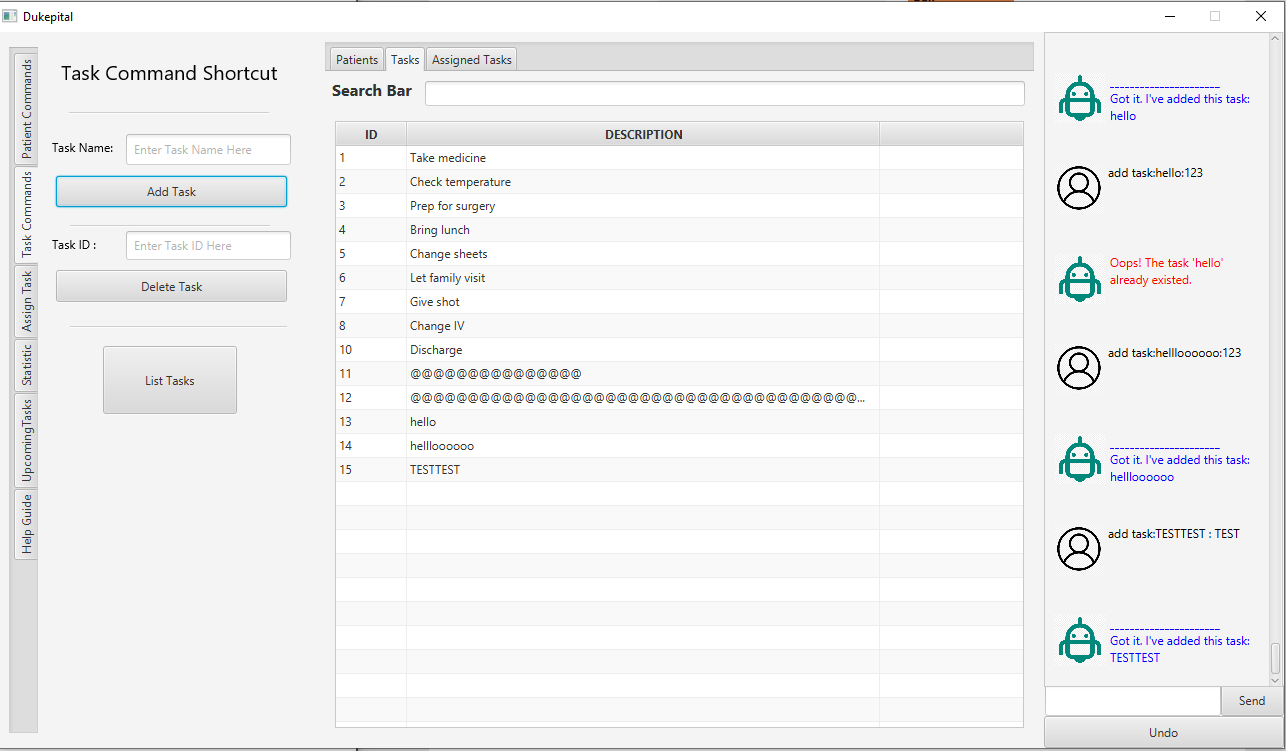 Dukepital
Patient Commands
Task Commands
Assign Task
Statistic
UpcomingTasks
Help Guide
Task Command Shortcut
Task Name:
Enter Task Name Here
Add Task
Task ID :
Enter Task ID Here
Delete Task
List Tasks
Patients
Tasks
Assigned Tasks
Search Bar
ID DESCRIPTION
1 Take medicine
2 Check temperature
3 Prep for surgery
4 Bring lunch
5 Change sheets
6 Let family visit
7 Give shot
8 Change IV
10 Discharge
11 @@@@@@@@@@@@@@@
12 @@@@@@@@@@@@@@@@@@@@@@@@@@@@@@@@@@@@@@@...
13 hello
14 hellloooooo
15 TESTTEST
----------------------
Got it. I've added this task:
hello
add task:hello:123
Oops! The task 'hello'
already existed.
add task:hellloooooo:123
----------------------
Got it. I've added this task:
hellloooooo
add task:TESTTEST : TEST
----------------------
Got it. I've added this task:
TESTTEST
Send
Undo